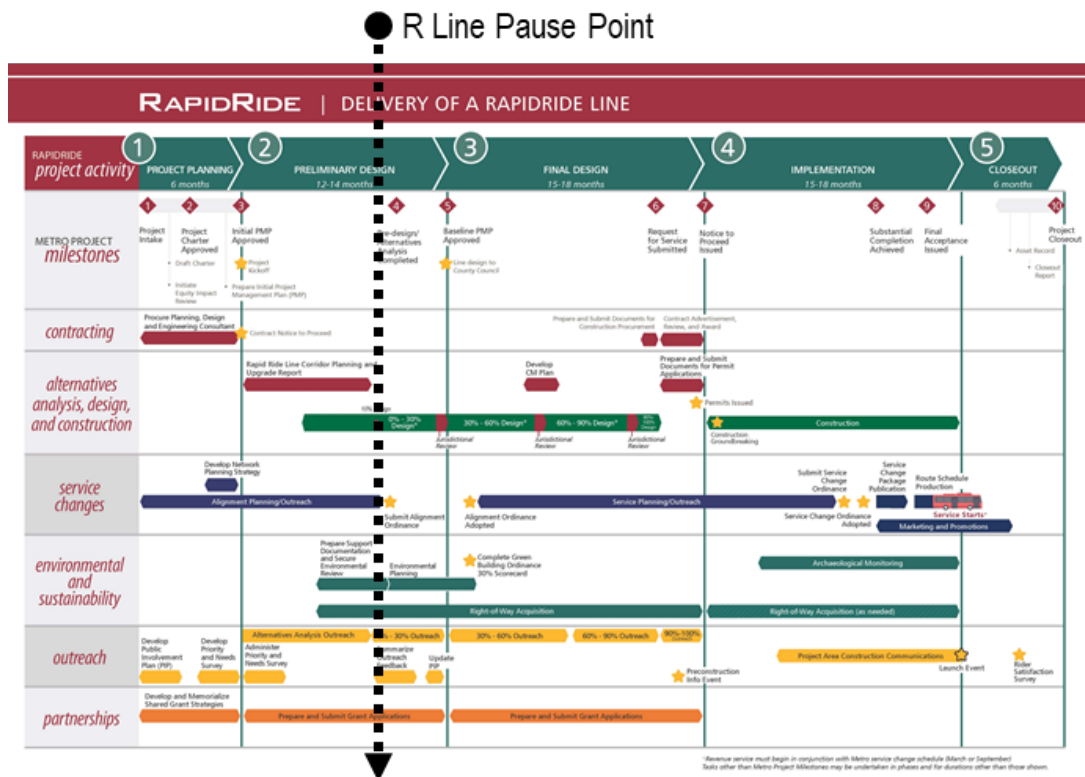 R Line Pause Point
RAPIDRIDE | DELIVERY OF A RAPIDRIDE LINE
RAPIDRIDE
project activity
1
PROJECT PLANNING
6 months
2
PRELIMINARY DESIGN
12-14 months
3
FINAL DESIGN
15-18 months
4
IMPLEMENTATION
15-18 months
5
CLOSEOUT
6 months
METRO PROJECT
milestones
1
Project
Intake
2
Project
Charter
Approved
Draft Charter
Initiate
Equity Impact
Review
3
Initial PMP
Approved
Project
Kickoff
Prepare Initial Project
Management Plan (PMP)
4
Pre-design/
Alternatives
Analysis
Completed
5
Baseline PMP
Approved
Line design to
County Council
6
Request
for Service
Submitted
7
Notice to
Proceed
Issued
8
Substantial
Completion
Achieved
9
Final
Acceptance
Issued
10
Project
Closeout
Asset Record
Closeout
Report
contracting
Procure Planning, Design
and Engineering Consultant
Contract Notice to Proceed
Prepare and Submit Documents for
Construction Procurement
Contract Advertisement,
Review, and Award
alternatives
analysis, design,
and construction
Rapid Ride Line Corridor Planning and
Upgrade Report
Develop
CM Plan
Prepare and Submit
Documents for Permit
Applications
Permits Issued
0% - 30%
Design*
30% - 60% Design*
60% - 90% Design*
90%
100%
Design
Jurisdictional
Review
Jurisdictional
Review
Jurisdictional
Review
Construction
Construction
Groundbreaking
service
changes
Develop Network
Planning Strategy
Alignment Planning/Outreach
Submit Alignment
Ordinance
Alignment Ordinance
Adopted
Service Planning/Outreach
Submit Service
Change
Ordinance
Service Change Ordinance
Adopted
Service
Change
Package
Publication
Route Schedule
Production
Service Starts*
Marketing and Promotions
environmental
and
sustainability
Prepare Support
Documentation
and Secure
Environmental
Review
Environmental
Planning
Complete Green
Building Ordinance
30% Scorecard
Archaeological Monitoring
Right-of-Way Acquisition
Right-of-Way Acquisition (as needed)
outreach
Develop
Public
Involvement
Plan (PIP)
Develop
Priority
and Needs
Survey
Alternatives Analysis Outreach
Administer
Priority and
Needs Survey
- 30% Outreach
Summarize
Outreach
Feedback
Update
PIP
30% - 60% Outreach
60% - 90% Outreach
90%-100%
Outreach
Preconstruction
Info Event
Project Area Construction Communications
Launch Event
Rider
Satisfaction
Survey
partnerships
Develop and Memorialize
Shared Grant Strategies
Prepare and Submit Grant Applications
Prepare and Submit Grant Applications
*Revenue service must begin in conjunction with Metro service change schedule (March or September)
Tasks other than Metro Project Milestones may be undertaken in phases and for durations other than those shown.